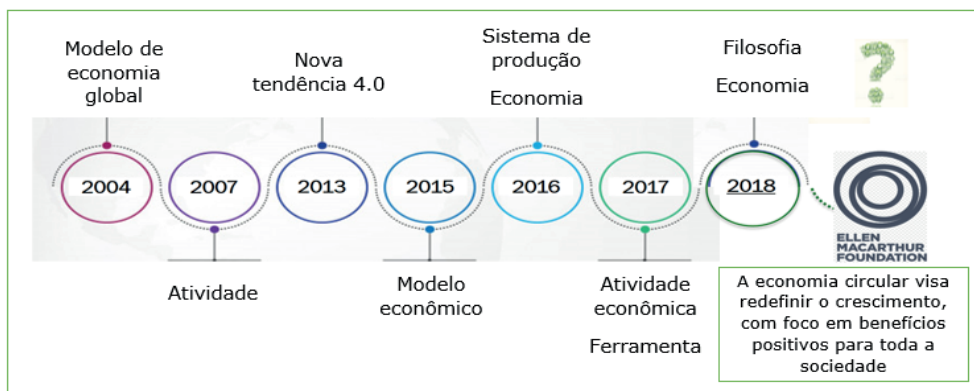 Modelo de
economia
global
Nova
tendência 4.0
Sistema de
produção
Economia
Filosofia
Economia
?
2004
2007
2013
2015
2016
2017
2018
ELLEN
MACARTHUR
FOUNDATION
Atividade
Modelo
econômico
Atividade
econômica
Ferramenta
A economia circular visa
redefinir o crescimento,
com foco em benefícios
positivos para toda a
sociedade